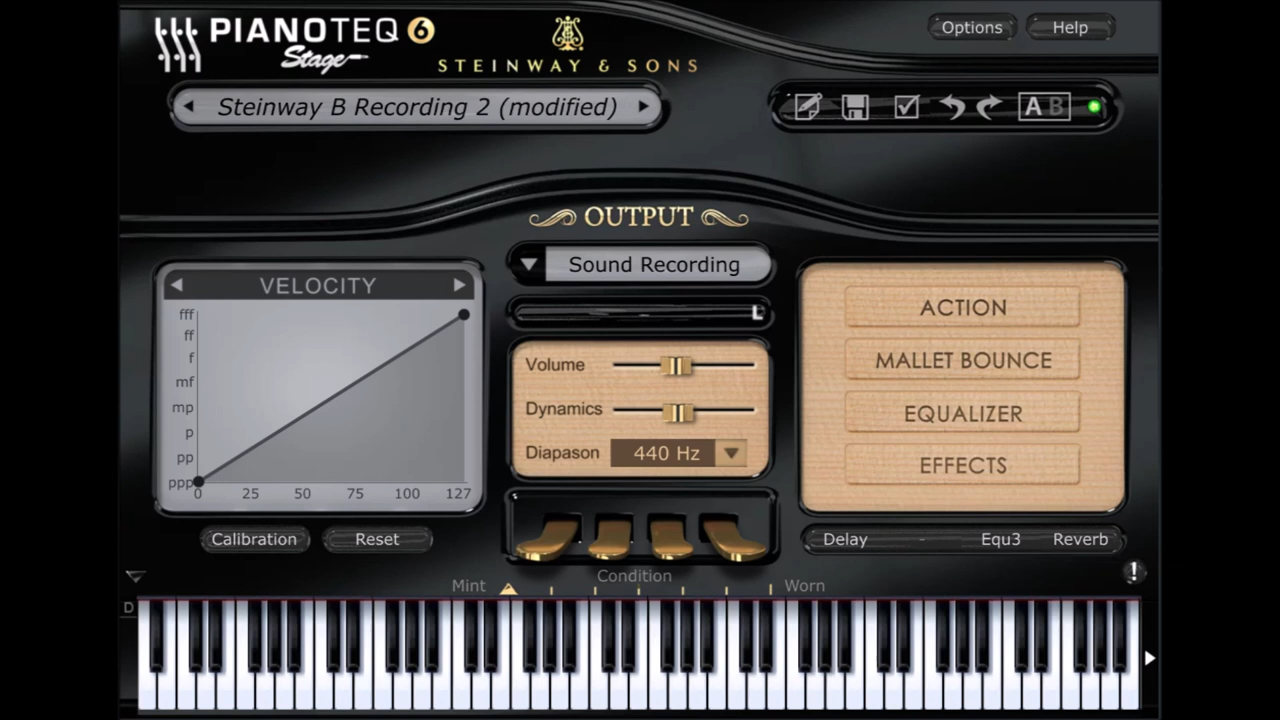 PIANOTEQ 6
Stage
STEINWAY & SONS
Options
Help
Steinway B Recording 2 (modified)
A B
OUTPUT
Sound Recording
L
VELOCITY
fff
ff
f
mf
mp
p
pp
ppp
0 25 50 75 100 127
Calibration
Reset
Volume
Dynamics
Diapason 440 Hz
ACTION
MALLET BOUNCE
EQUALIZER
EFFECTS
Delay Equ3 Reverb
!
Mint Condition Worn
D